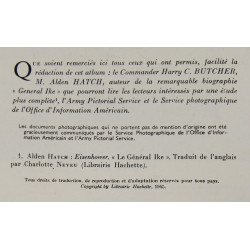 QUE soient remerciés ici tous ceux qui ont permis, facilité la
rédaction de cet album : le Commander Harry C. BUTCHER,
M. Alden HATCH, auteur de la remarquable biographie
« General Ike » que pourront lire les lecteurs intéressés par une étude
plus complète¹, l'Army Pictorial Service et le Service photographique
de l'Office d'Information Américain.
Les documents photographiques qui ne portent pas de mention d'origine ont été
gracieusement communiqués par le Service Photographique de l'Office d'Infor-
mation Américain et l'Army Pictorial Service.
1. Alden HATCH : Eisenhower, « Le Général Ike », Traduit de l'anglais
par Charlotte NEVEU (Librairie Hachette).
Tous droits de traduction, de reproduction et d'adaptation réservés pour tous pays.
Copyright by Librairie Hachette, 1945.